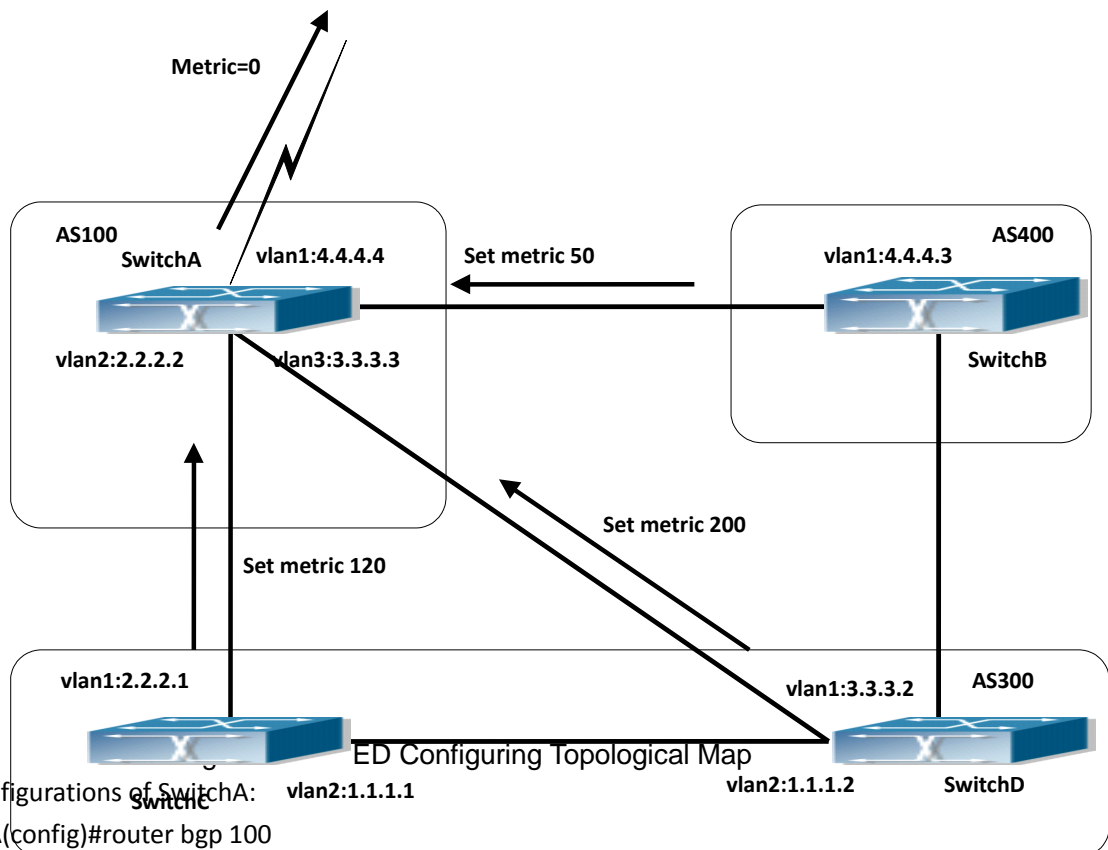 Metric=0
AS100
SwitchA
vlan1:4.4.4.4
Set metric 50
vlan1:4.4.4.3
AS400
vlan2:2.2.2.2
vlan3:3.3.3.3
SwitchB
Set metric 200
Set metric 120
vlan1:2.2.2.1
vlan1:3.3.3.2
AS300
ED Configuring Topological Map
vlan2:1.1.1.2
SwitchD
figurations of SwitchA:
SwitchC
vlan2:1.1.1.1
(config)#router bgp 100